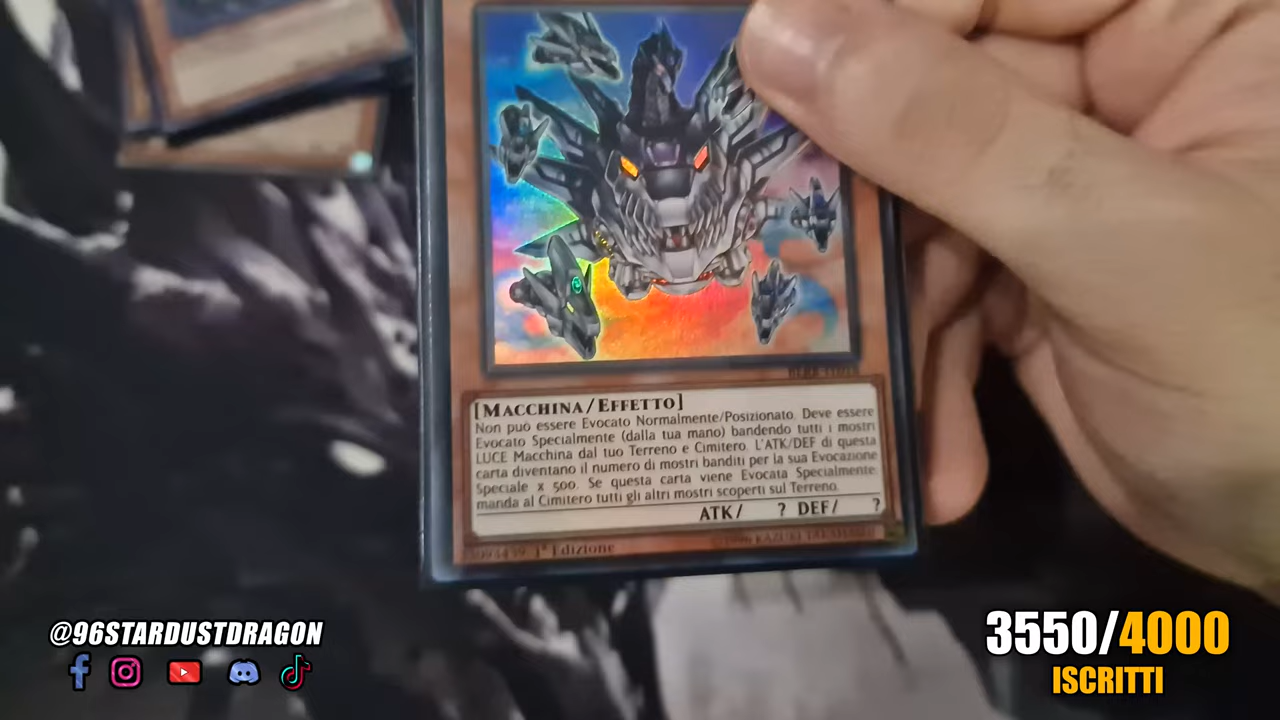 [MACCHINA/EFFETTO]
Non può essere Evocato Normalmente/Posizionato. Deve essere
Evocato Specialmente (dalla tua mano) bandendo tutti i mostri
LUCE Macchina dal tuo Terreno e Cimitero. L'ATK/DEF di questa
carta diventano il numero di mostri banditi per la sua Evocazione
Speciale x 500. Se questa carta viene Evocata Specialmente:
manda al Cimitero tutti gli altri mostri scoperti sul Terreno.
ATK/ ? DEF/ ?
1ª Edizione
KAZUKI TAKAHASHI
@96STARDUSTDRAGON
3550/4000
ISCRITTI